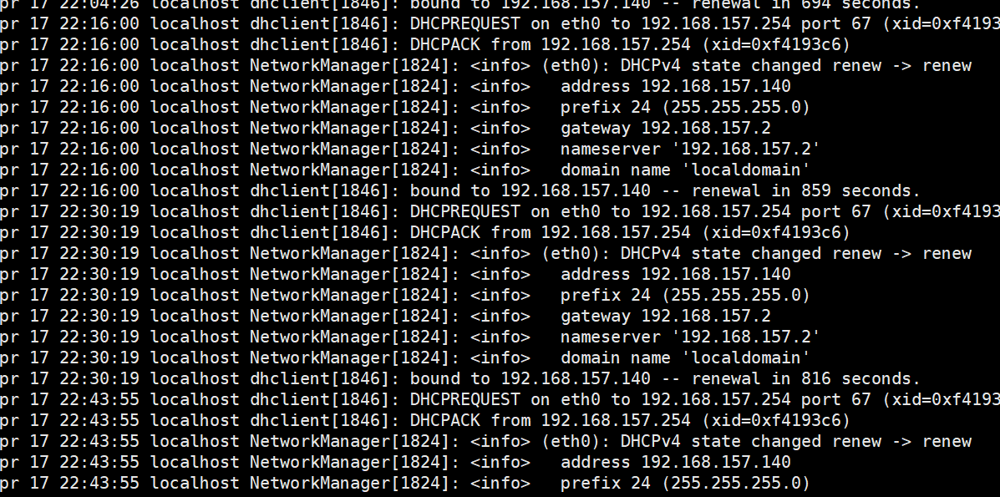 pr 17 22:04:26 localhost dhclient[1846]: bound to 192.168.157.140 -- renewal in 694 seconds.
pr 17 22:16:00 localhost dhclient[1846]: DHCPREQUEST on eth0 to 192.168.157.254 port 67 (xid=0xf4193
pr 17 22:16:00 localhost dhclient[1846]: DHCPACK from 192.168.157.254 (xid=0xf4193c6)
pr 17 22:16:00 localhost NetworkManager[1824]: <info> (eth0): DHCPv4 state changed renew -> renew
pr 17 22:16:00 localhost NetworkManager[1824]: <info>   address 192.168.157.140
pr 17 22:16:00 localhost NetworkManager[1824]: <info>   prefix 24 (255.255.255.0)
pr 17 22:16:00 localhost NetworkManager[1824]: <info>   gateway 192.168.157.2
pr 17 22:16:00 localhost NetworkManager[1824]: <info>   nameserver '192.168.157.2'
pr 17 22:16:00 localhost NetworkManager[1824]: <info>   domain name 'localdomain'
pr 17 22:16:00 localhost dhclient[1846]: bound to 192.168.157.140 -- renewal in 859 seconds.
pr 17 22:30:19 localhost dhclient[1846]: DHCPREQUEST on eth0 to 192.168.157.254 port 67 (xid=0xf4193
pr 17 22:30:19 localhost dhclient[1846]: DHCPACK from 192.168.157.254 (xid=0xf4193c6)
pr 17 22:30:19 localhost NetworkManager[1824]: <info> (eth0): DHCPv4 state changed renew -> renew
pr 17 22:30:19 localhost NetworkManager[1824]: <info>   address 192.168.157.140
pr 17 22:30:19 localhost NetworkManager[1824]: <info>   prefix 24 (255.255.255.0)
pr 17 22:30:19 localhost NetworkManager[1824]: <info>   gateway 192.168.157.2
pr 17 22:30:19 localhost NetworkManager[1824]: <info>   nameserver '192.168.157.2'
pr 17 22:30:19 localhost NetworkManager[1824]: <info>   domain name 'localdomain'
pr 17 22:30:19 localhost dhclient[1846]: bound to 192.168.157.140 -- renewal in 816 seconds.
pr 17 22:43:55 localhost dhclient[1846]: DHCPREQUEST on eth0 to 192.168.157.254 port 67 (xid=0xf4193
pr 17 22:43:55 localhost dhclient[1846]: DHCPACK from 192.168.157.254 (xid=0xf4193c6)
pr 17 22:43:55 localhost NetworkManager[1824]: <info> (eth0): DHCPv4 state changed renew -> renew
pr 17 22:43:55 localhost NetworkManager[1824]: <info>   address 192.168.157.140
pr 17 22:43:55 localhost NetworkManager[1824]: <info>   prefix 24 (255.255.255.0)